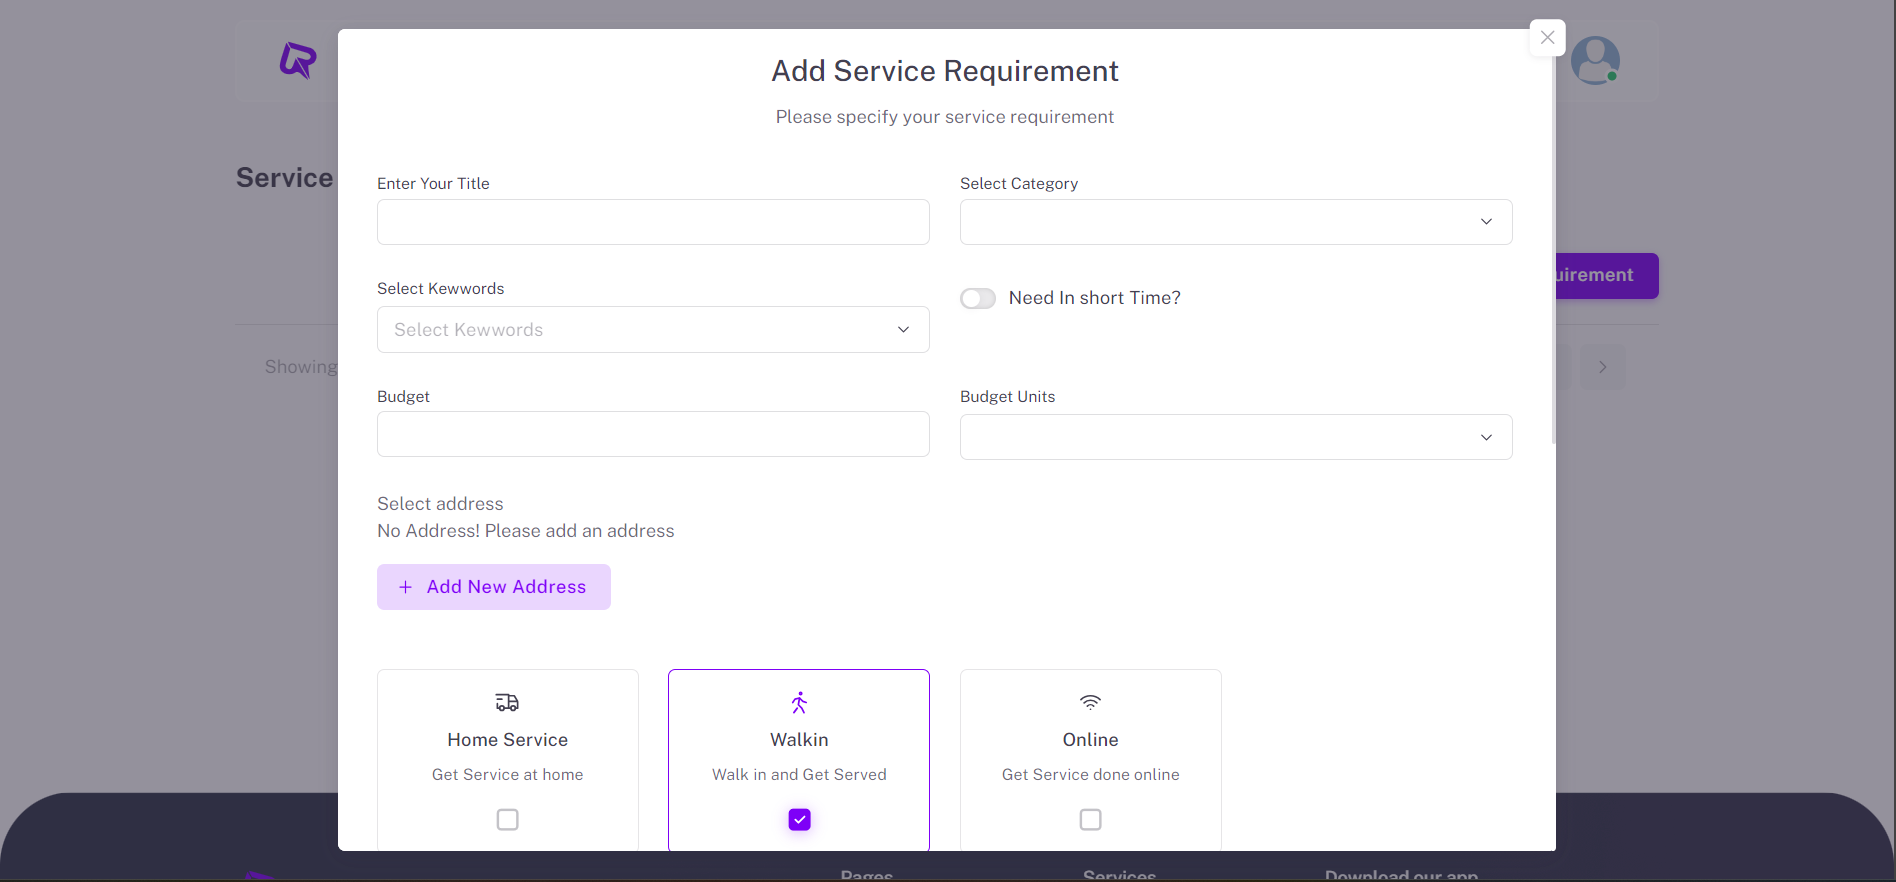 Add Service Requirement
Please specify your service requirement
Service
Enter Your Title
Select Category
uirement
Select Kewwords
Need In short Time?
Select Kewwords
Showing
Budget
Budget Units
Select address
No Address! Please add an address
+ Add New Address
Home Service
Walkin
Online
Get Service at home
Walk in and Get Served
Get Service done online
Pages
Services
Download our app